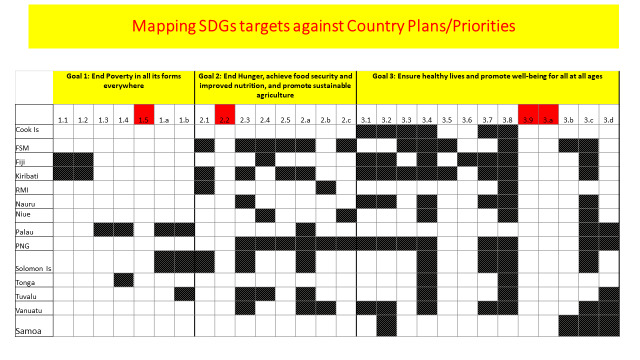 Mapping SDGs targets against Country Plans/Priorities
Goal 1: End Poverty in all its forms everywhere
Goal 2: End Hunger, achieve food security and improved nutrition, and promote sustainable agriculture
Goal 3: Ensure healthy lives and promote well-being for all at all ages
1.1 1.2 1.3 1.4 1.5 1.a 1.b 2.1 2.2 2.3 2.4 2.5 2.a 2.b 2.c 3.1 3.2 3.3 3.4 3.5 3.6 3.7 3.8 3.9 3.a 3.b 3.c 3.d
Cook Is
FSM
Fiji
Kiribati
RMI
Nauru
Niue
Palau
PNG
Solomon Is
Tonga
Tuvalu
Vanuatu
Samoa